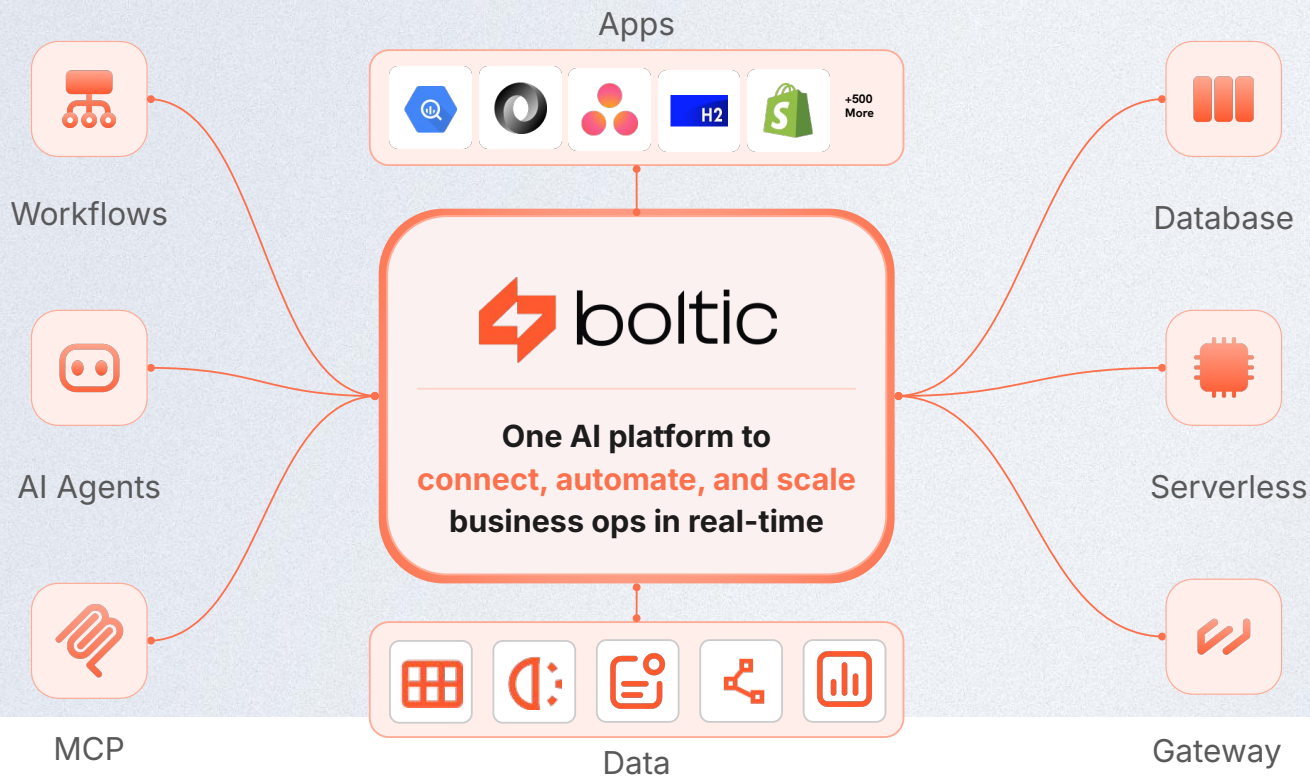 Apps
H2
S
+500
More
Workflows
Database
boltic
One AI platform to
connect, automate, and scale
business ops in real-time
AI Agents
Serverless
MCP
Data
Gateway